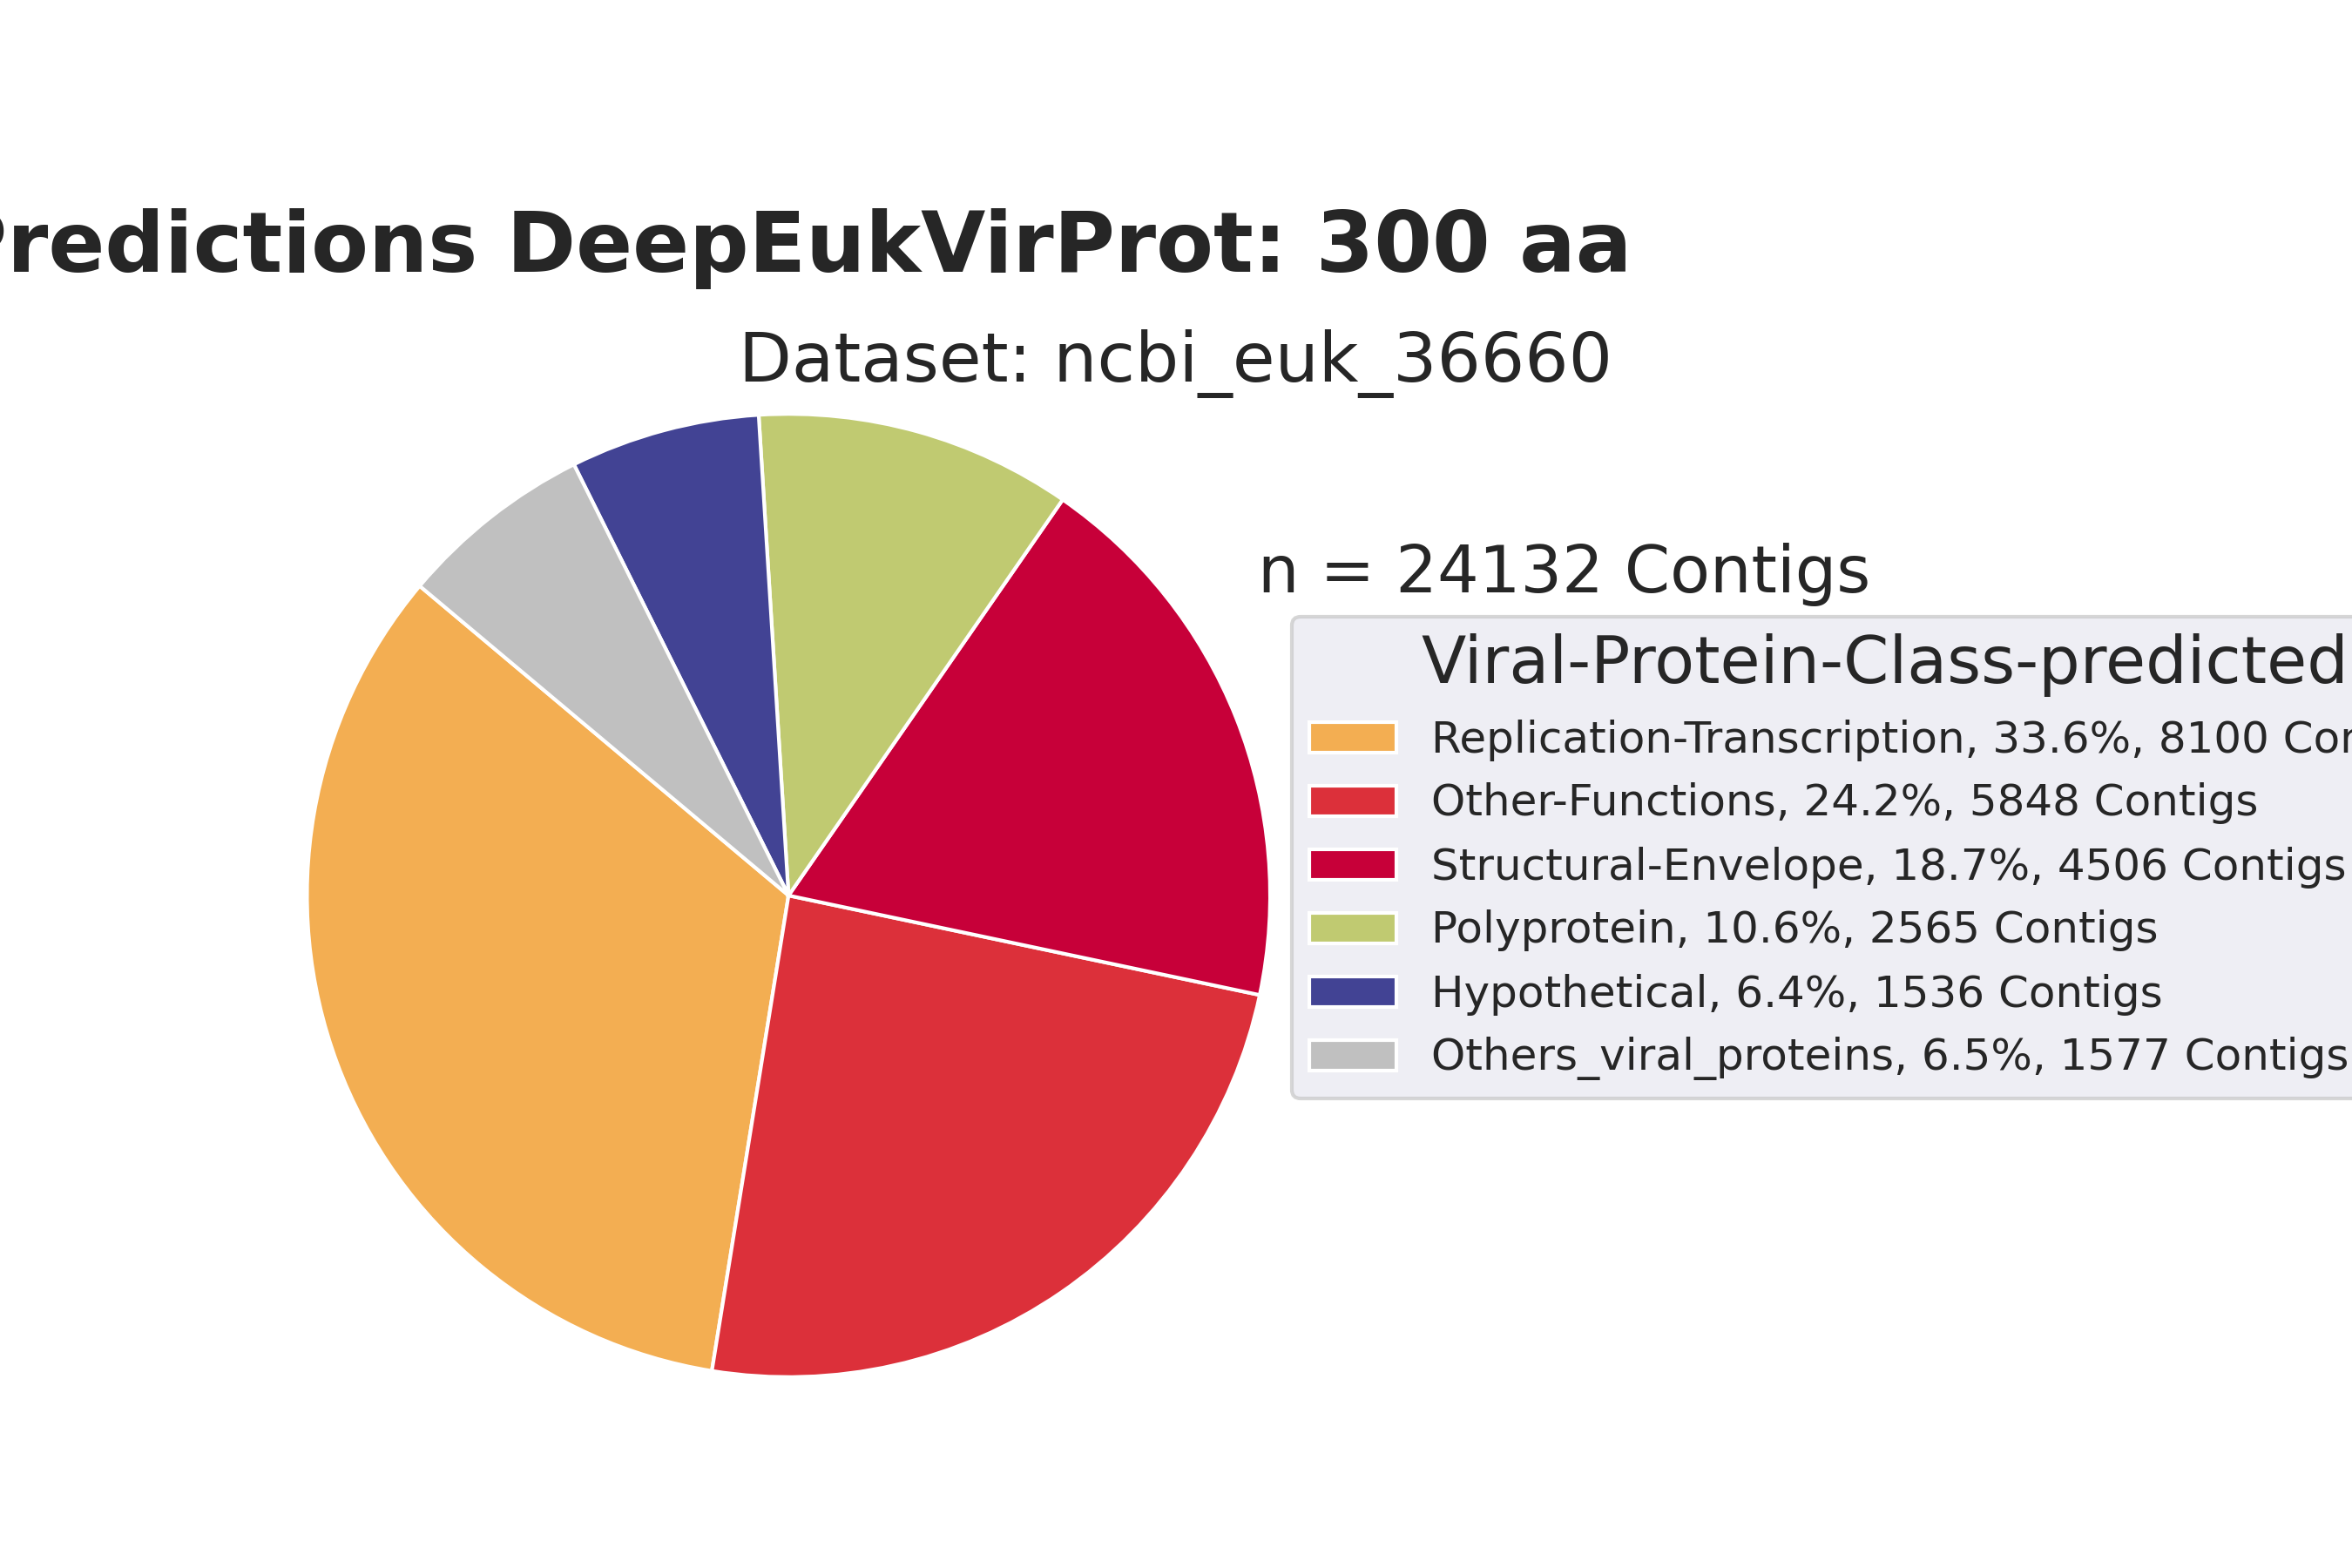 Predictions DeepEukVirProt: 300 aa
Dataset: ncbi_euk_36660
n = 24132 Contigs
Viral-Protein-Class-predicted
Replication-Transcription, 33.6%, 8100
Other-Functions, 24.2%, 5848 Contigs
Structural-Envelope, 18.7%, 4506 Contigs
Polyprotein, 10.6%, 2565 Contigs
Hypothetical, 6.4%, 1536 Contigs
Others_viral_proteins, 6.5%, 1577 Contigs